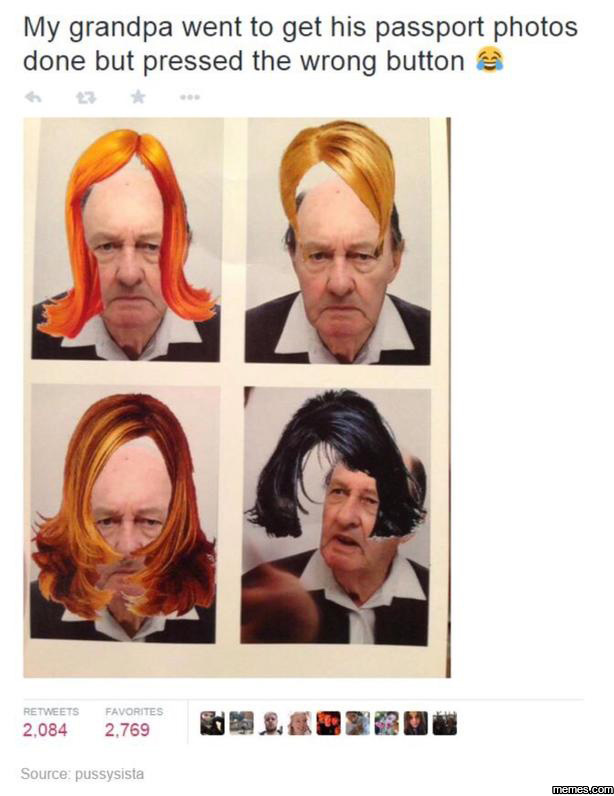 My grandpa went to get his passport photos
done but pressed the wrong button 😂
RETWEETS FAVORITES
2,084 2,769
Source: pussysista
memes.com